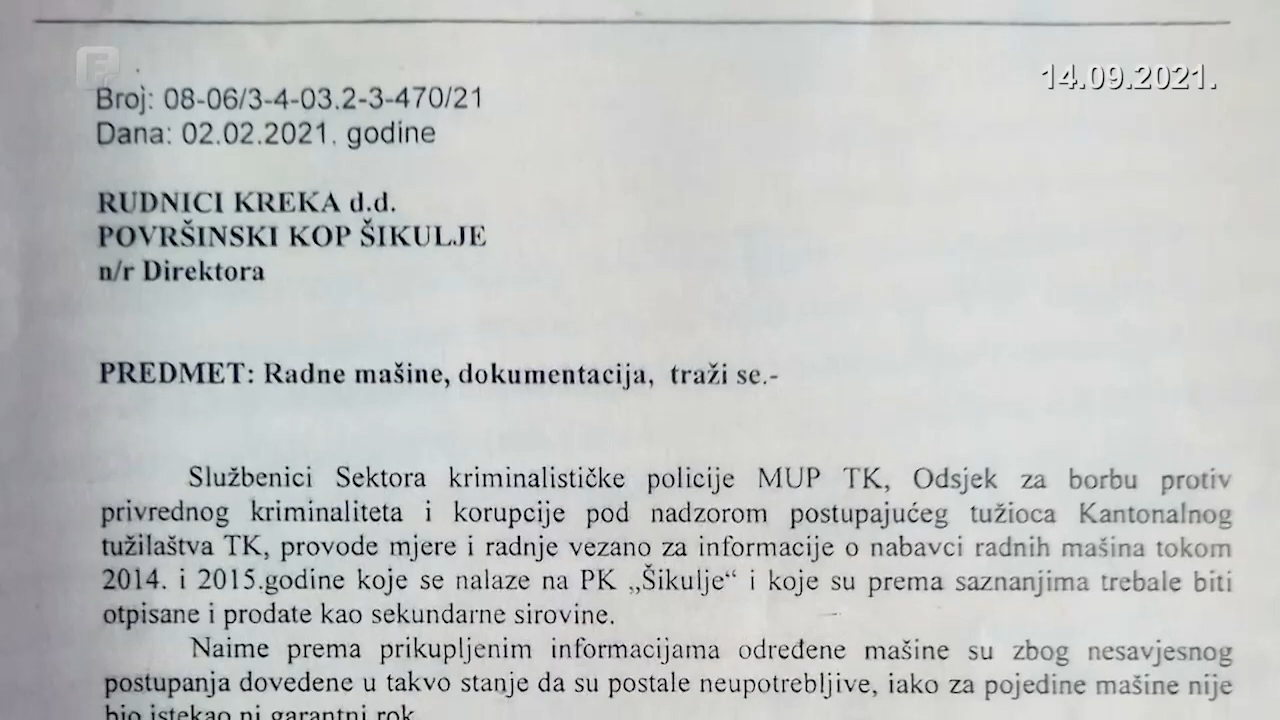 14.09.2021.
Broj: 08-06/3-4-03.2-3-470/21
Dana: 02.02.2021. godine
RUDNICI KREKA d.d.
POVRŠINSKI KOP ŠIKULJE
n/r Direktora
PREDMET: Radne mašine, dokumentacija, traži se.-
Službenici Sektora kriminalističke policije MUP TK, Odsjek za borbu protiv
privrednog kriminaliteta i korupcije pod nadzorom postupajućeg tužioca Kantonalnog
tužilaštva TK, provode mjere i radnje vezano za informacije o nabavci radnih mašina tokom
2014. i 2015.godine koje se nalaze na PK „Šikulje“ i koje su prema saznanjima trebale biti
otpisane i prodate kao sekundarne sirovine.
Naime prema prikupljenim informacijama određene mašine su zbog nesavjesnog
postupanja dovedene u takvo stanje da su postale neupotrebljive, iako za pojedine mašine nije
bio istekao ni garantni rok.